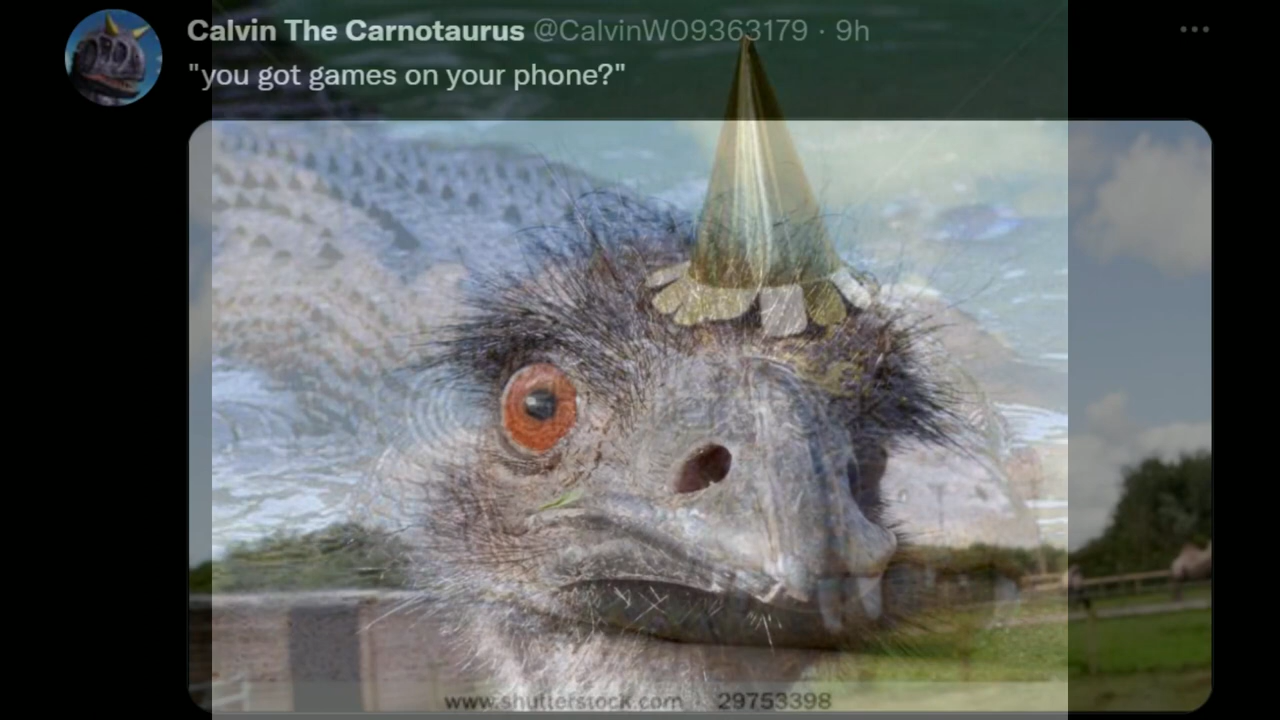 Calvin The Carnotaurus @CalvinW09363179 · 9h
"you got games on your phone?"
www.shutterstock.com · 29753398